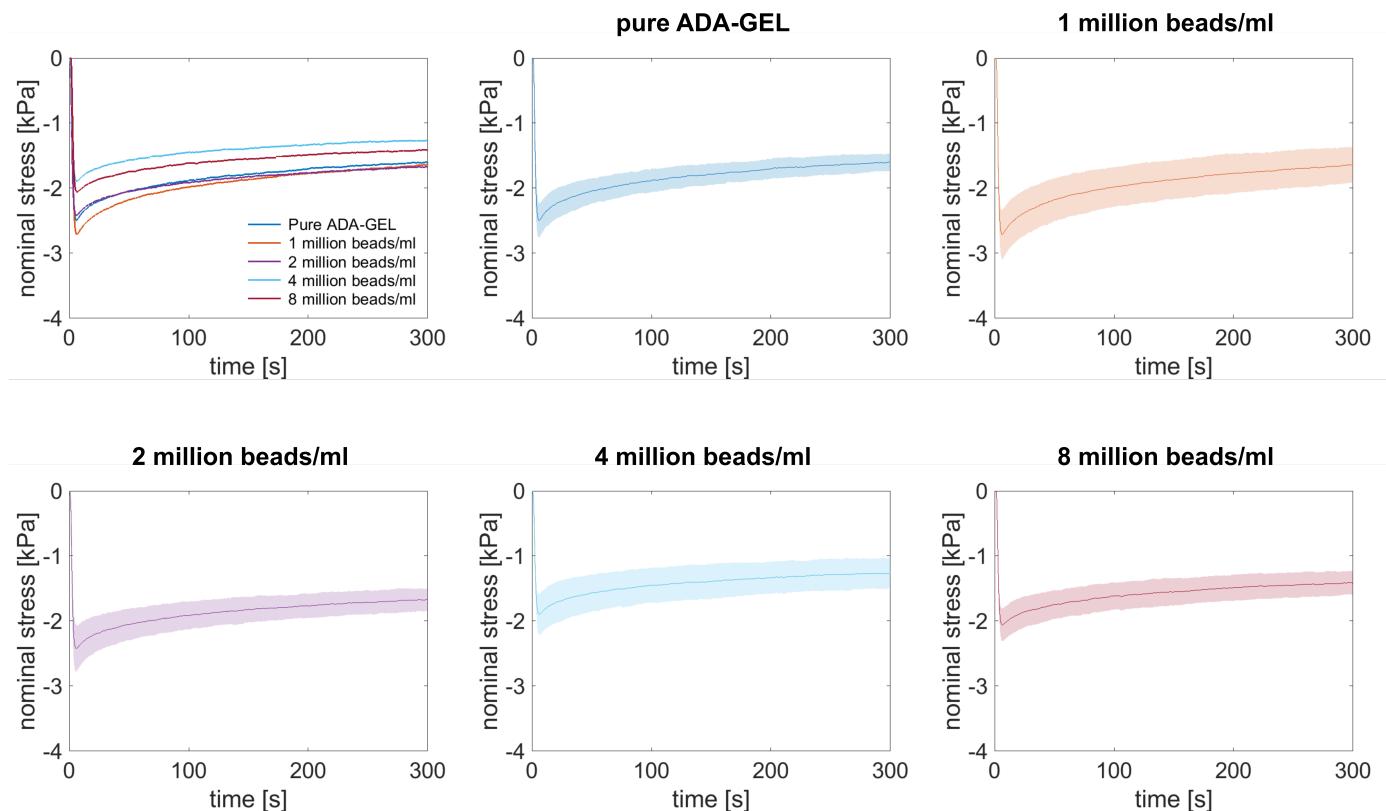 pure ADA-GEL
1 million beads/ml
0
-1
-2
-3
-4
nominal stress [kPa]
Pure ADA-GEL
1 million beads/ml
2 million beads/ml
4 million beads/ml
8 million beads/ml
0 100 200 300
time [s]
0
-1
-2
-3
-4
nominal stress [kPa]
0 100 200 300
time [s]
0
-1
-2
-3
-4
nominal stress [kPa]
0 100 200 300
time [s]
2 million beads/ml
4 million beads/ml
8 million beads/ml
0
-1
-2
-3
-4
nominal stress [kPa]
0 100 200 300
time [s]
0
-1
-2
-3
-4
nominal stress [kPa]
0 100 200 300
time [s]
0
-1
-2
-3
-4
nominal stress [kPa]
0 100 200 300
time [s]